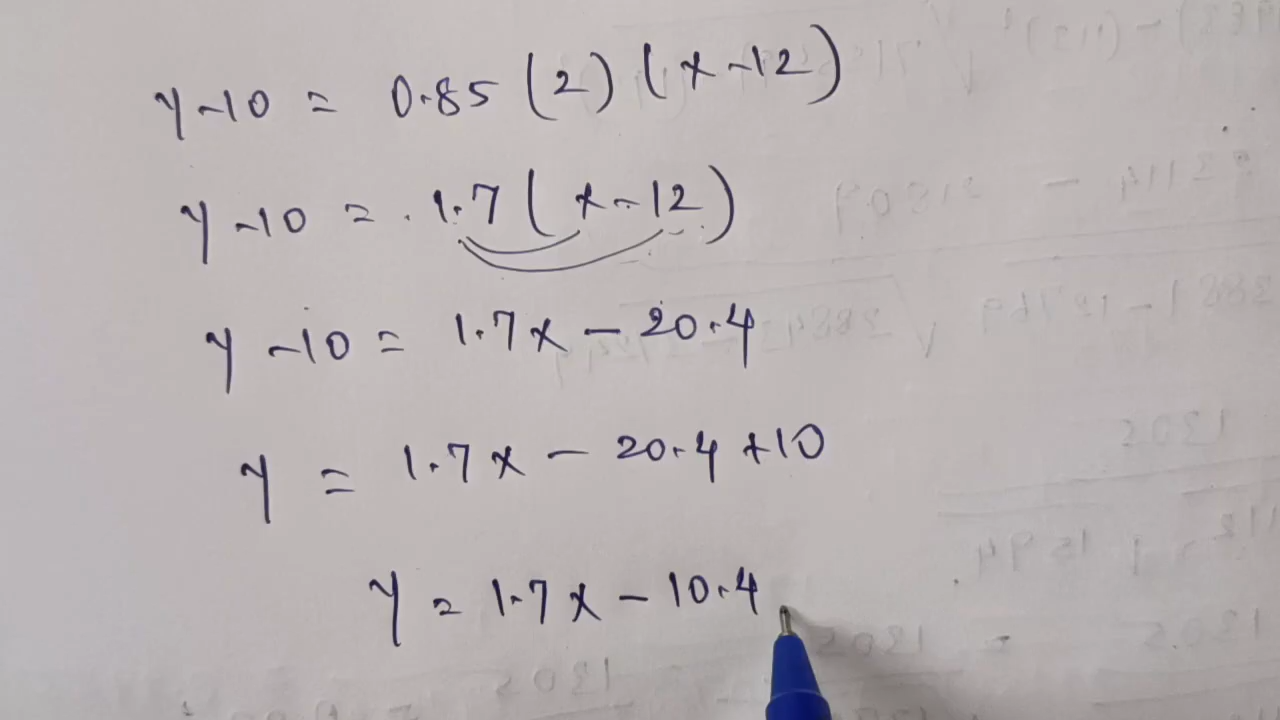 y - 10 = 0.85 (2) (x - 12)
y - 10 = 1.7 (x - 12)
y - 10 = 1.7x - 20.4
y = 1.7x - 20.4 + 10
y = 1.7x - 10.4